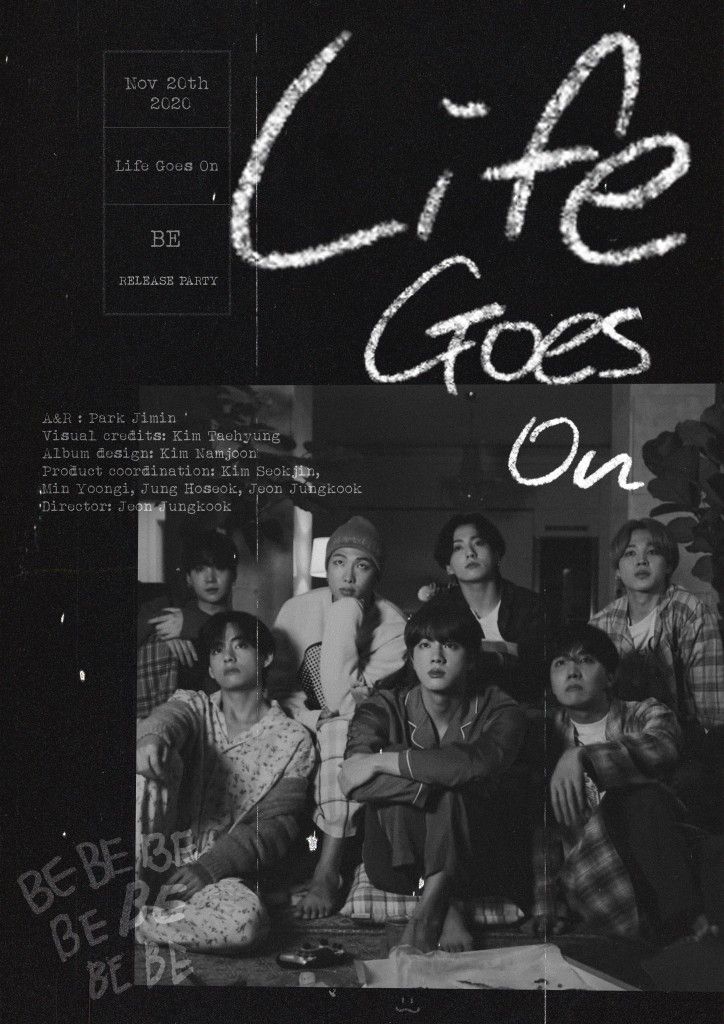 Life
Goes
On
Nov 20th
2020
Life Goes On
BE
RELEASE PARTY
A&R : Park Jimin
Visual credits: Kim Taehyung
Album design: Kim Namjoon
Product coordination: Kim Seokjin,
Min Yoongi, Jung Hoseok, Jeon Jungkook
Director: Jeon Jungkook
BE BE BE
BE BE
BE BE